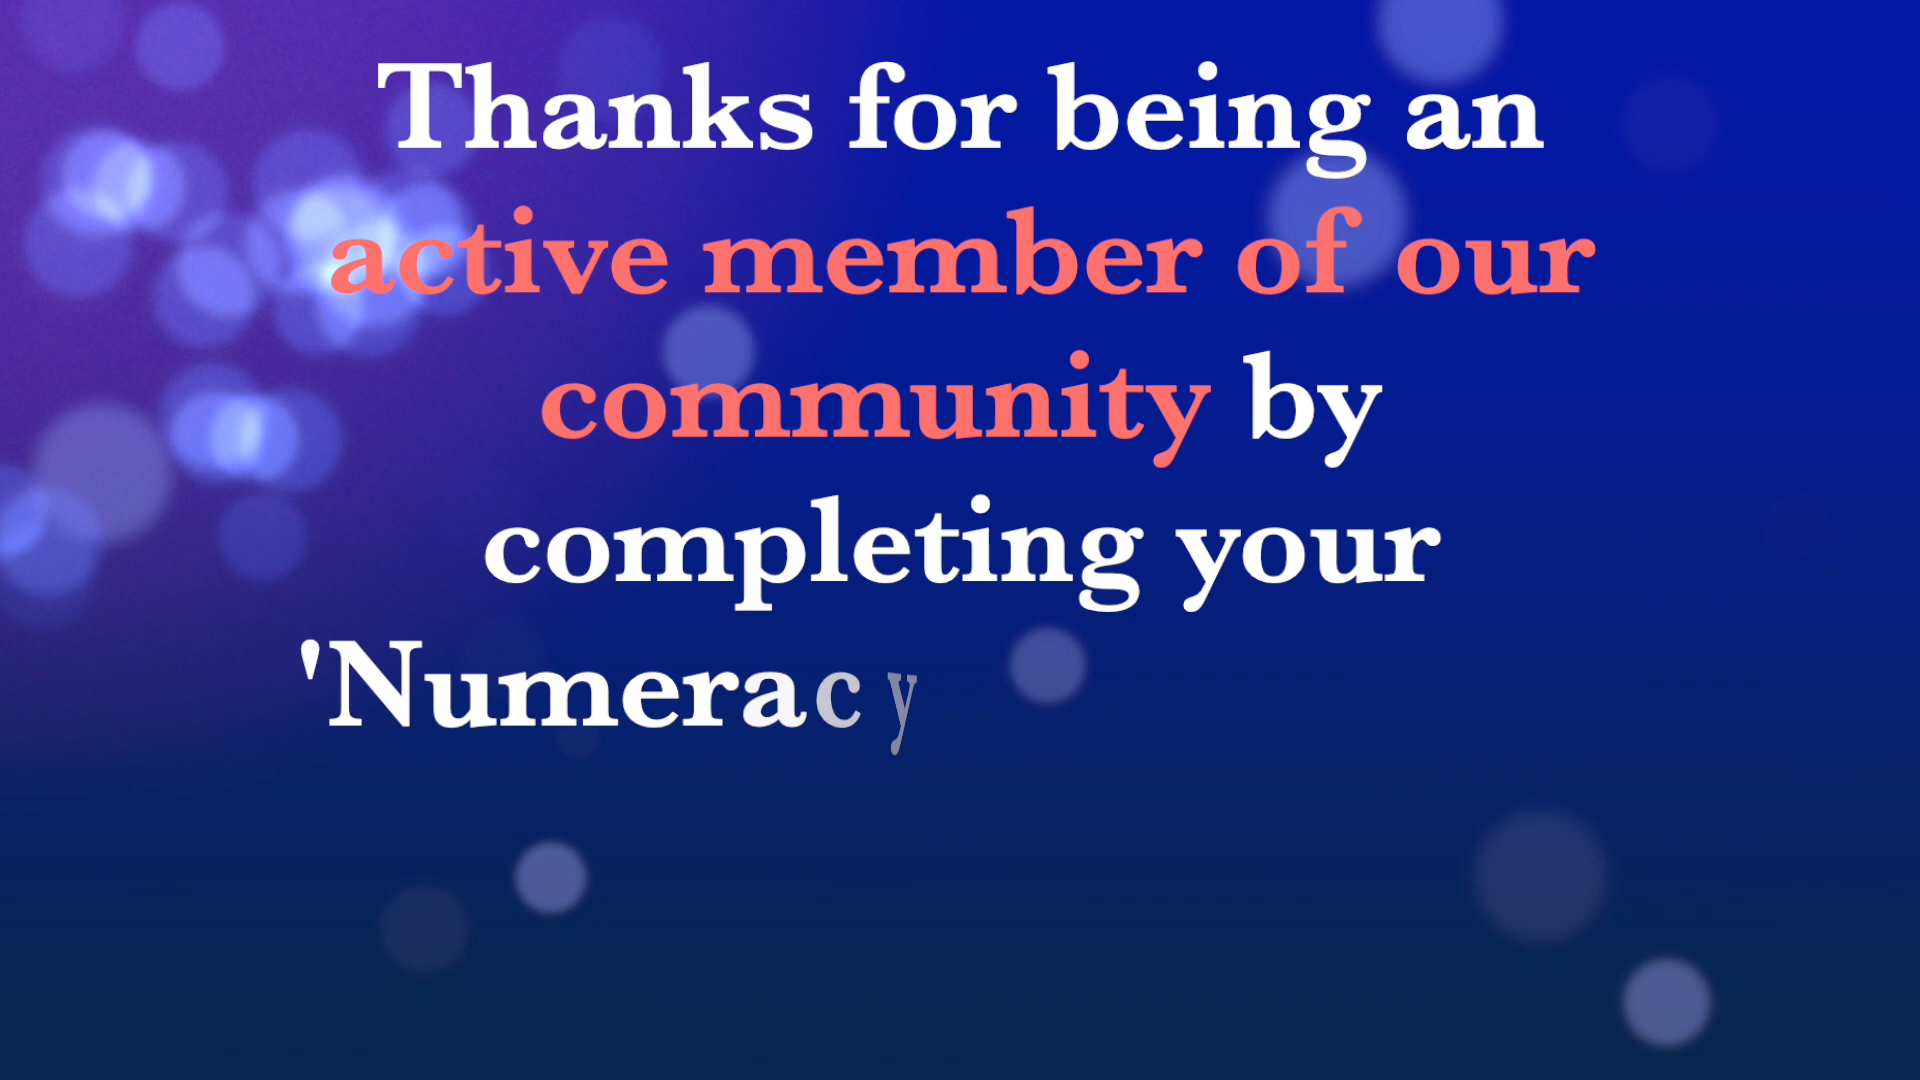 Thanks for being an
active member of our
community by
completing your
'Numeracy